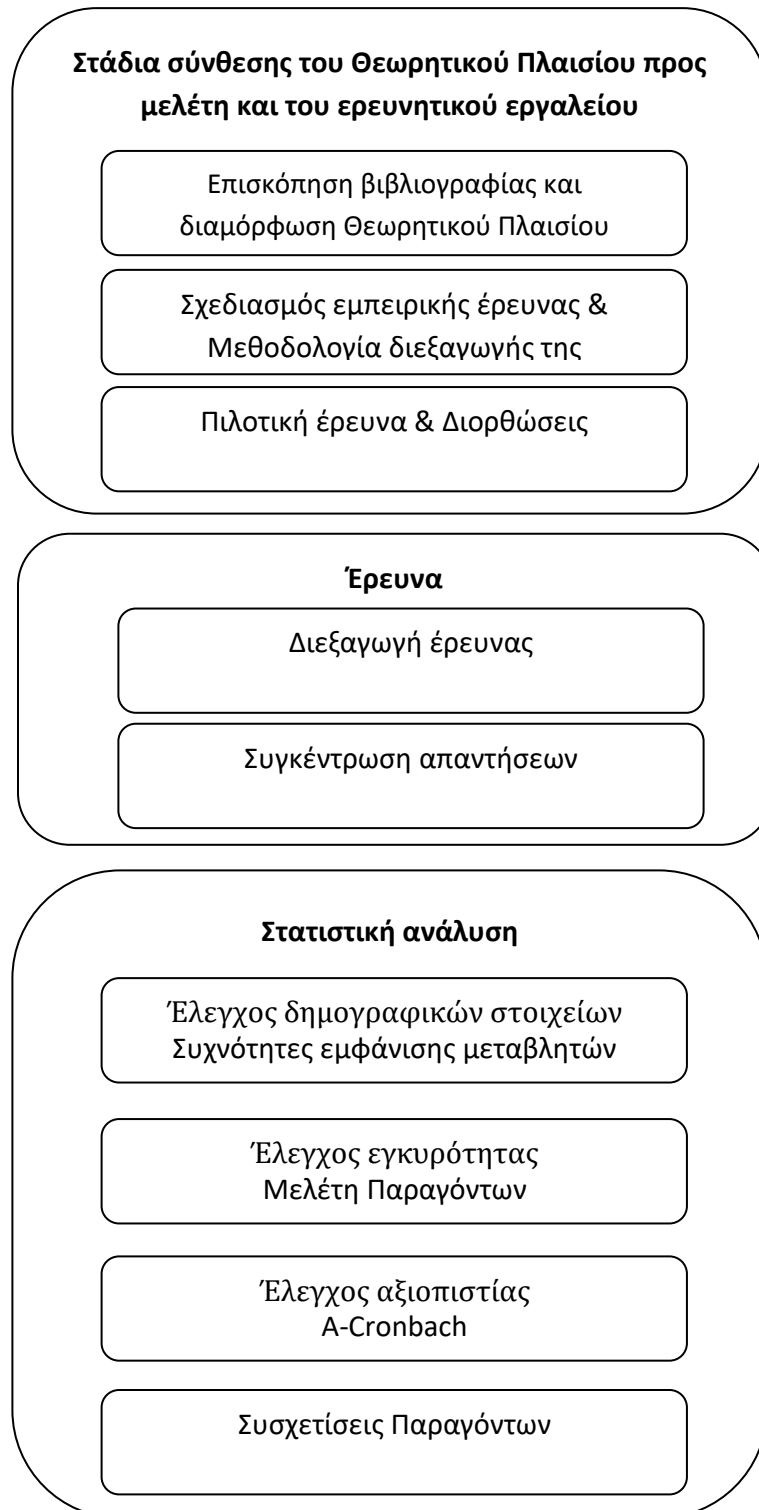 Στάδια σύνθεσης του Θεωρητικού Πλαισίου προς
μελέτη και του ερευνητικού εργαλείου
Επισκόπηση βιβλιογραφίας και
διαμόρφωση Θεωρητικού Πλαισίου
Σχεδιασμός εμπειρικής έρευνας &
Μεθοδολογία διεξαγωγής της
Πιλοτική έρευνα & Διορθώσεις
Έρευνα
Διεξαγωγή έρευνας
Συγκέντρωση απαντήσεων
Στατιστική ανάλυση
Έλεγχος δημογραφικών στοιχείων
Συχνότητες εμφάνισης μεταβλητών
Έλεγχος εγκυρότητας
Μελέτη Παραγόντων
Έλεγχος αξιοπιστίας
A-Cronbach
Συσχετίσεις Παραγόντων